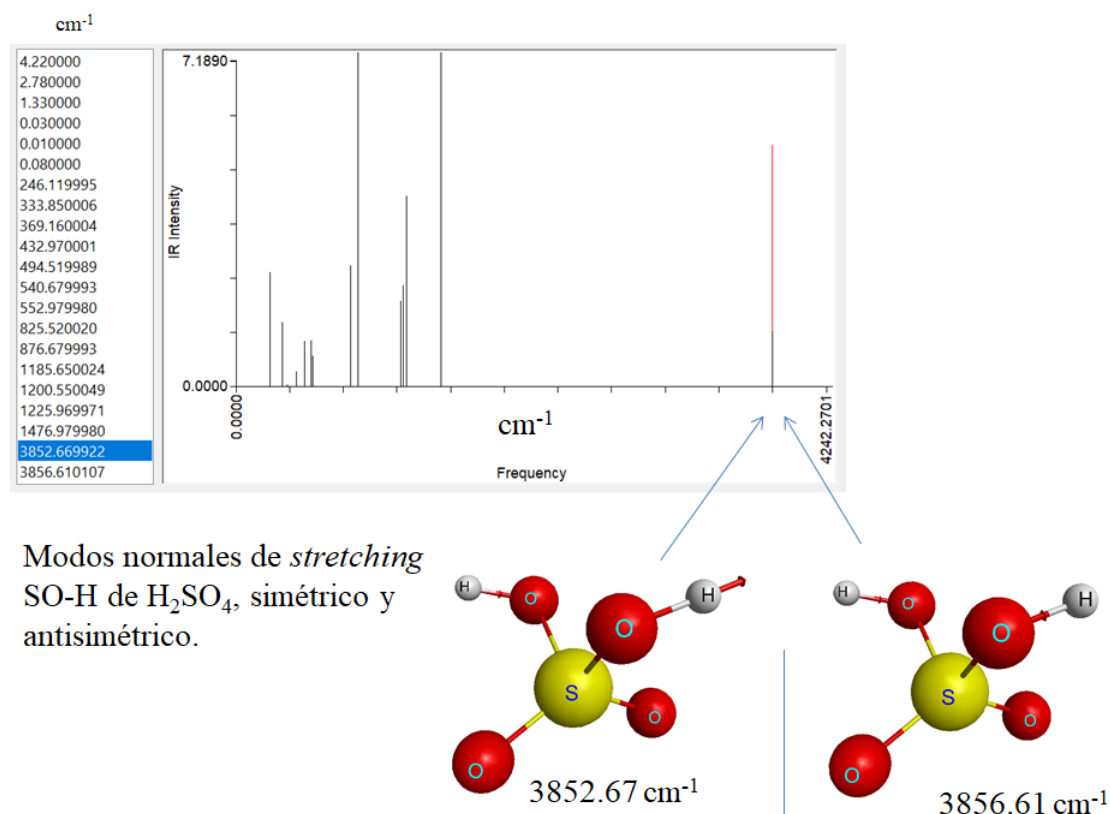 cm-1
4.220000
2.780000
1.330000
0.030000
0.010000
0.080000
246.119995
333.850006
369.160004
432.970001
494.519989
540.679993
552.979980
825.520020
876.679993
1185.650024
1200.550049
1225.969971
1476.979980
3852.669922
3856.610107
7.1890
IR Intensity
0.0000
0.0000
cm-1
4242.2701
Frequency
Modos normales de stretching
SO-H de H2SO4, simétrico y
antisimétrico.
H
O
O
H
S
O
O
3852.67 cm-1
H
O
O
H
S
O
O
3856.61 cm-1